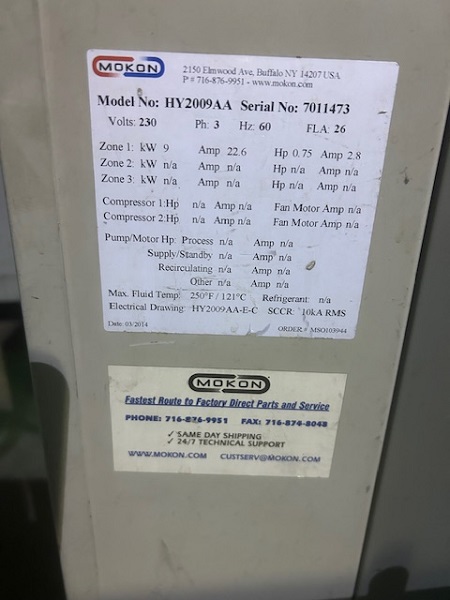 MOKON
2150 Elmwood Ave, Buffalo NY 14207 USA
P # 716-876-9951 - www.mokon.com
Model No: HY2009AA Serial No: 7011473
Volts: 230 Ph: 3 Hz: 60 FLA: 26
Zone 1: kW 9 Amp 22.6 Hp 0.75 Amp 2.8
Zone 2: kW n/a Amp n/a Hp n/a Amp n/a
Zone 3: kW n/a Amp n/a Hp n/a Amp n/a
Compressor 1:Hp n/a Amp n/a Fan Motor Amp n/a
Compressor 2:Hp n/a Amp n/a Fan Motor Amp n/a
Pump/Motor Hp: Process n/a Amp n/a
Supply/Standby n/a Amp n/a
Recirculating n/a Amp n/a
Other n/a Amp n/a
Max. Fluid Temp: 250°F / 121°C Refrigerant: n/a
Electrical Drawing: HY2009AA-E-C SCCR: 10kA RMS
Date: 03/2014 ORDER # MSO103944
MOKON
Fastest Route to Factory Direct Parts and Service
PHONE: 716-876-9951 FAX: 716-874-8048
✓ SAME DAY SHIPPING
✓ 24/7 TECHNICAL SUPPORT
WWW.MOKON.COM CUSTSERV@MOKON.COM